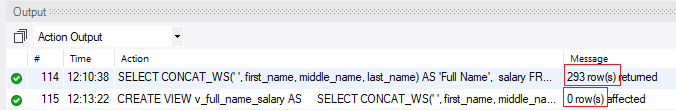 Output
Action Output
# Time Action Message
114 12:10:38 SELECT CONCAT_WS(' ', first_name, middle_name, last_name) AS 'Full Name', salary FR... 293 row(s) returned
115 12:13:22 CREATE VIEW v_full_name_salary AS SELECT CONCAT_WS(' ', first_name, middle_nam... 0 row(s) affected